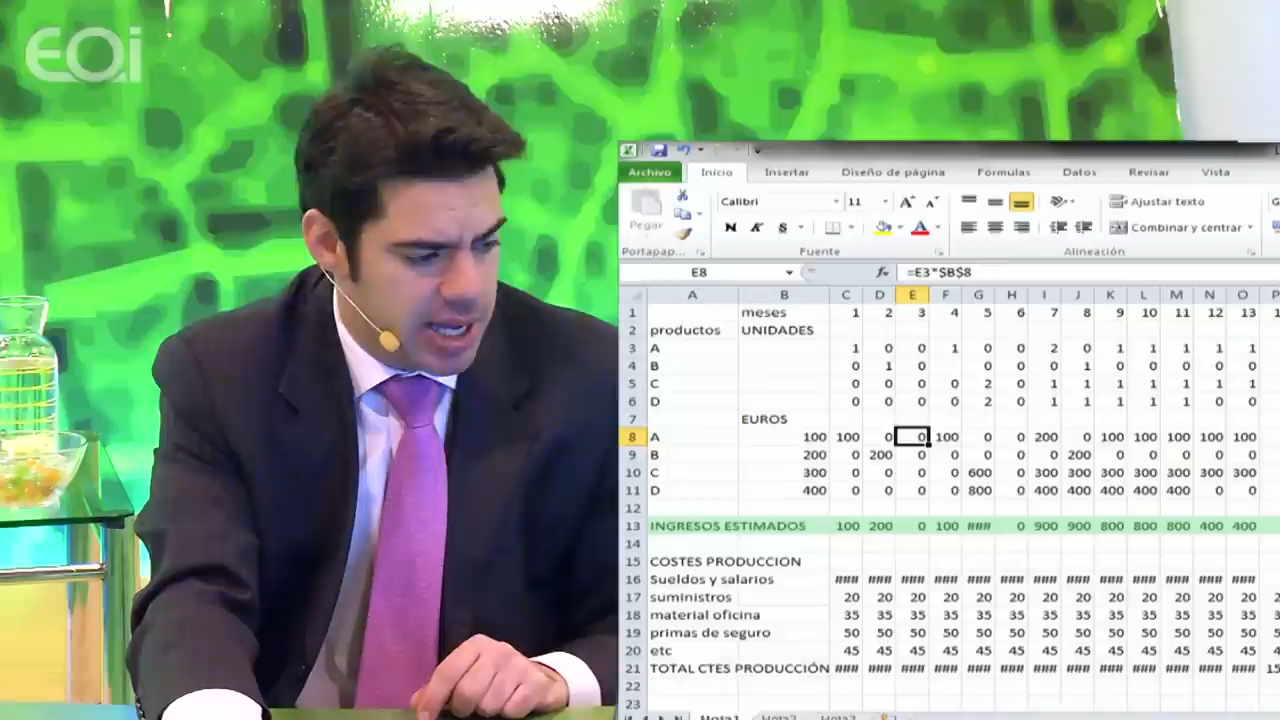 EOi
Archivo Inicio Insertar Diseño de página Fórmulas Datos Revisar Vista
Calibri 11 Ajustar texto
Pegar N K S A Combinar y centrar
Portapap... Fuente Alineación
E8 fx =E3*$B$8
A B C D E F G H I J K L M N O
1 meses 1 2 3 4 5 6 7 8 9 10 11 12 13
2 productos UNIDADES
3 A 1 0 0 1 0 0 2 0 1 1 1 1 1
4 B 0 1 0 0 0 0 0 1 0 0 0 0 0
5 C 0 0 0 0 2 0 1 1 1 1 1 1 1
6 D 0 0 0 0 2 0 1 1 1 1 1 0 0
7 EUROS
8 A 100 100 0 0 100 0 0 200 0 100 100 100 100 100
9 B 200 0 200 0 0 0 0 0 200 0 0 0 0 0
10 C 300 0 0 0 0 600 0 300 300 300 300 300 300 300
11 D 400 0 0 0 0 800 0 400 400 400 400 400 0 0
12
13 INGRESOS ESTIMADOS 100 200 0 100 ### 0 900 900 800 800 800 400 400
14
15 COSTES PRODUCCION
16 Sueldos y salarios ### ### ### ### ### ### ### ### ### ### ### ### ###
17 suministros 20 20 20 20 20 20 20 20 20 20 20 20 20
18 material oficina 35 35 35 35 35 35 35 35 35 35 35 35 35
19 primas de seguro 50 50 50 50 50 50 50 50 50 50 50 50 50
20 etc 45 45 45 45 45 45 45 45 45 45 45 45 45
21 TOTAL CTES PRODUCCIÓN ### ### ### ### ### ### ### ### ### ### ### ### ###
22
23
Hoja1 Hoja2 Hoja3